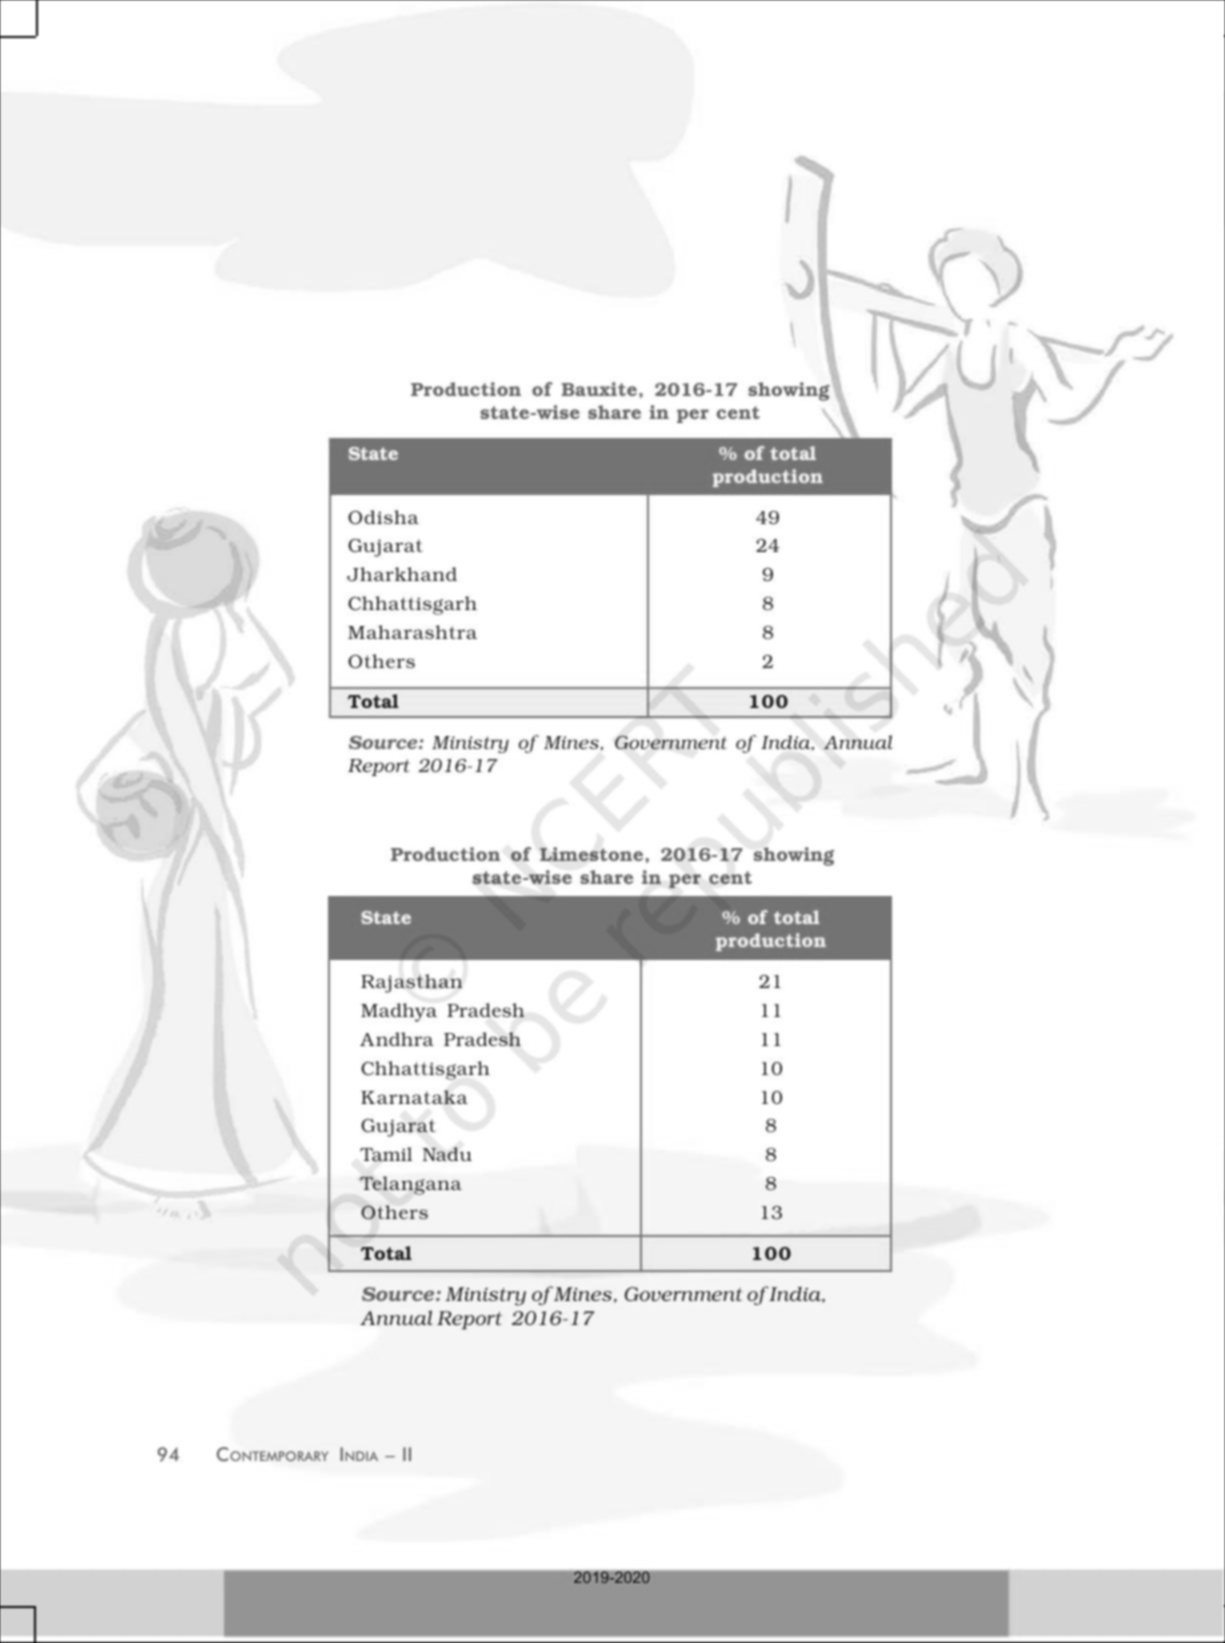 Production of Bauxite, 2016-17 showing
state-wise share in per cent
State % of total
production
Odisha 49
Gujarat 24
Jharkhand 9
Chhattisgarh 8
Maharashtra 8
Others 2
Total 100
Source: Ministry of Mines, Government of India, Annual
Report 2016-17
Production of Limestone, 2016-17 showing
state-wise share in per cent
State % of total
production
Rajasthan 21
Madhya Pradesh 11
Andhra Pradesh 11
Chhattisgarh 10
Karnataka 10
Gujarat 8
Tamil Nadu 8
Telangana 8
Others 13
Total 100
Source: Ministry of Mines, Government of India,
Annual Report 2016-17
© NCERT
not to be republished
94 CONTEMPORARY INDIA – II
2019-2020